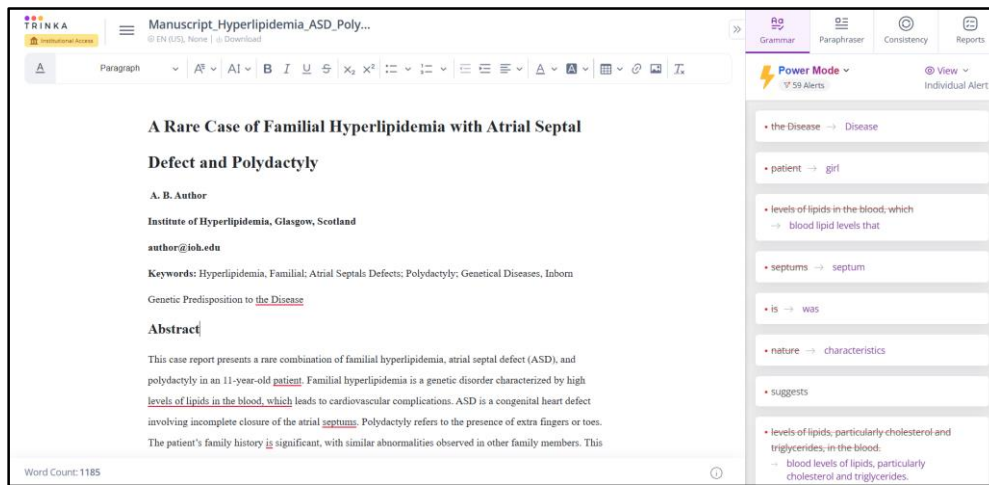 TRINKA
Institutional Access
Manuscript_Hyperlipidemia_ASD_Poly...
EN (US), None | Download
Paragraph
A Rare Case of Familial Hyperlipidemia with Atrial Septal
Defect and Polydactyly
A. B. Author
Institute of Hyperlipidemia, Glasgow, Scotland
author@ioh.edu
Keywords: Hyperlipidemia, Familial; Atrial Septals Defects; Polydactyly; Genetical Diseases, Inborn
Genetic Predisposition to the Disease
Abstract
This case report presents a rare combination of familial hyperlipidemia, atrial septal defect (ASD), and
polydactyly in an 11-year-old patient. Familial hyperlipidemia is a genetic disorder characterized by high
levels of lipids in the blood, which leads to cardiovascular complications. ASD is a congenital heart defect
involving incomplete closure of the atrial septums. Polydactyly refers to the presence of extra fingers or toes.
The patient's family history is significant, with similar abnormalities observed in other family members. This
Word Count: 1185
Grammar
Paraphraser
Consistency
Reports
Power Mode
59 Alerts
View
Individual Alert
the Disease → Disease
patient → girl
levels of lipids in the blood, which
→ blood lipid levels that
septums → septum
is → was
nature → characteristics
suggests
levels of lipids, particularly cholesterol and
triglycerides, in the blood.
→ blood levels of lipids, particularly
cholesterol and triglycerides.